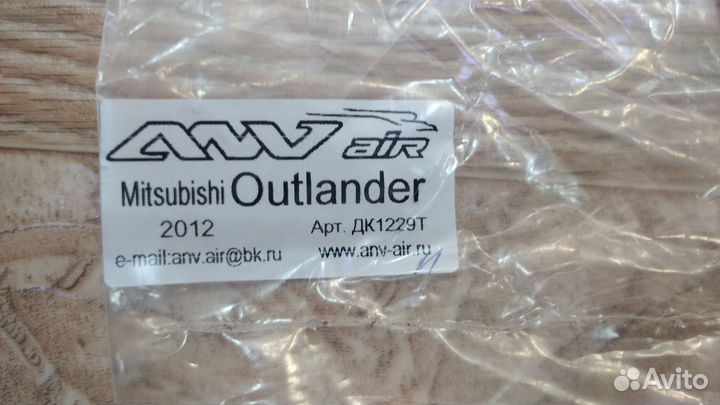 ANV aiR
Mitsubishi Outlander
2012 Арт. ДК1229Т
e-mail:anv.air@bk.ru www.anv-air.ru
Avito